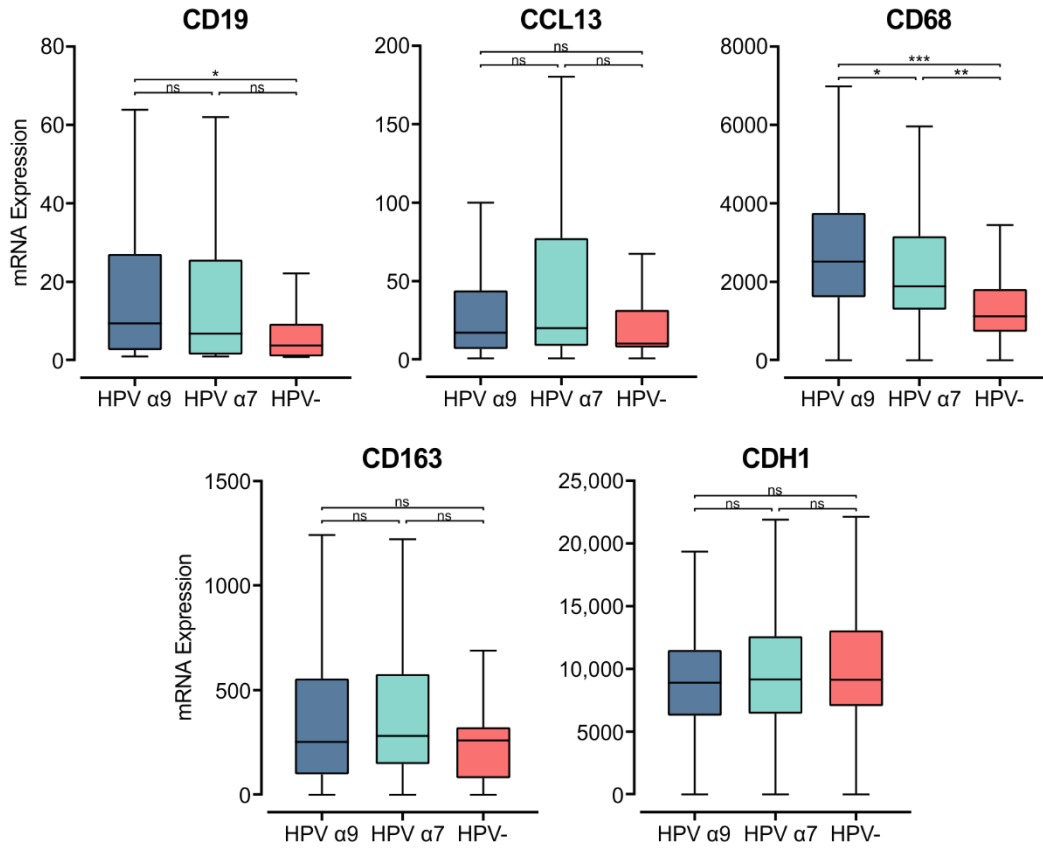 CD19
mRNA Expression
80
60
40
20
0
*
ns ns
HPV α9 HPV α7 HPV-
CCL13
200
150
100
50
0
ns
ns ns
HPV α9 HPV α7 HPV-
CD68
8000
6000
4000
2000
0
***
* **
HPV α9 HPV α7 HPV-
CD163
mRNA Expression
1500
1000
500
0
ns
ns ns
HPV α9 HPV α7 HPV-
CDH1
25,000
20,000
15,000
10,000
5000
0
ns
ns ns
HPV α9 HPV α7 HPV-